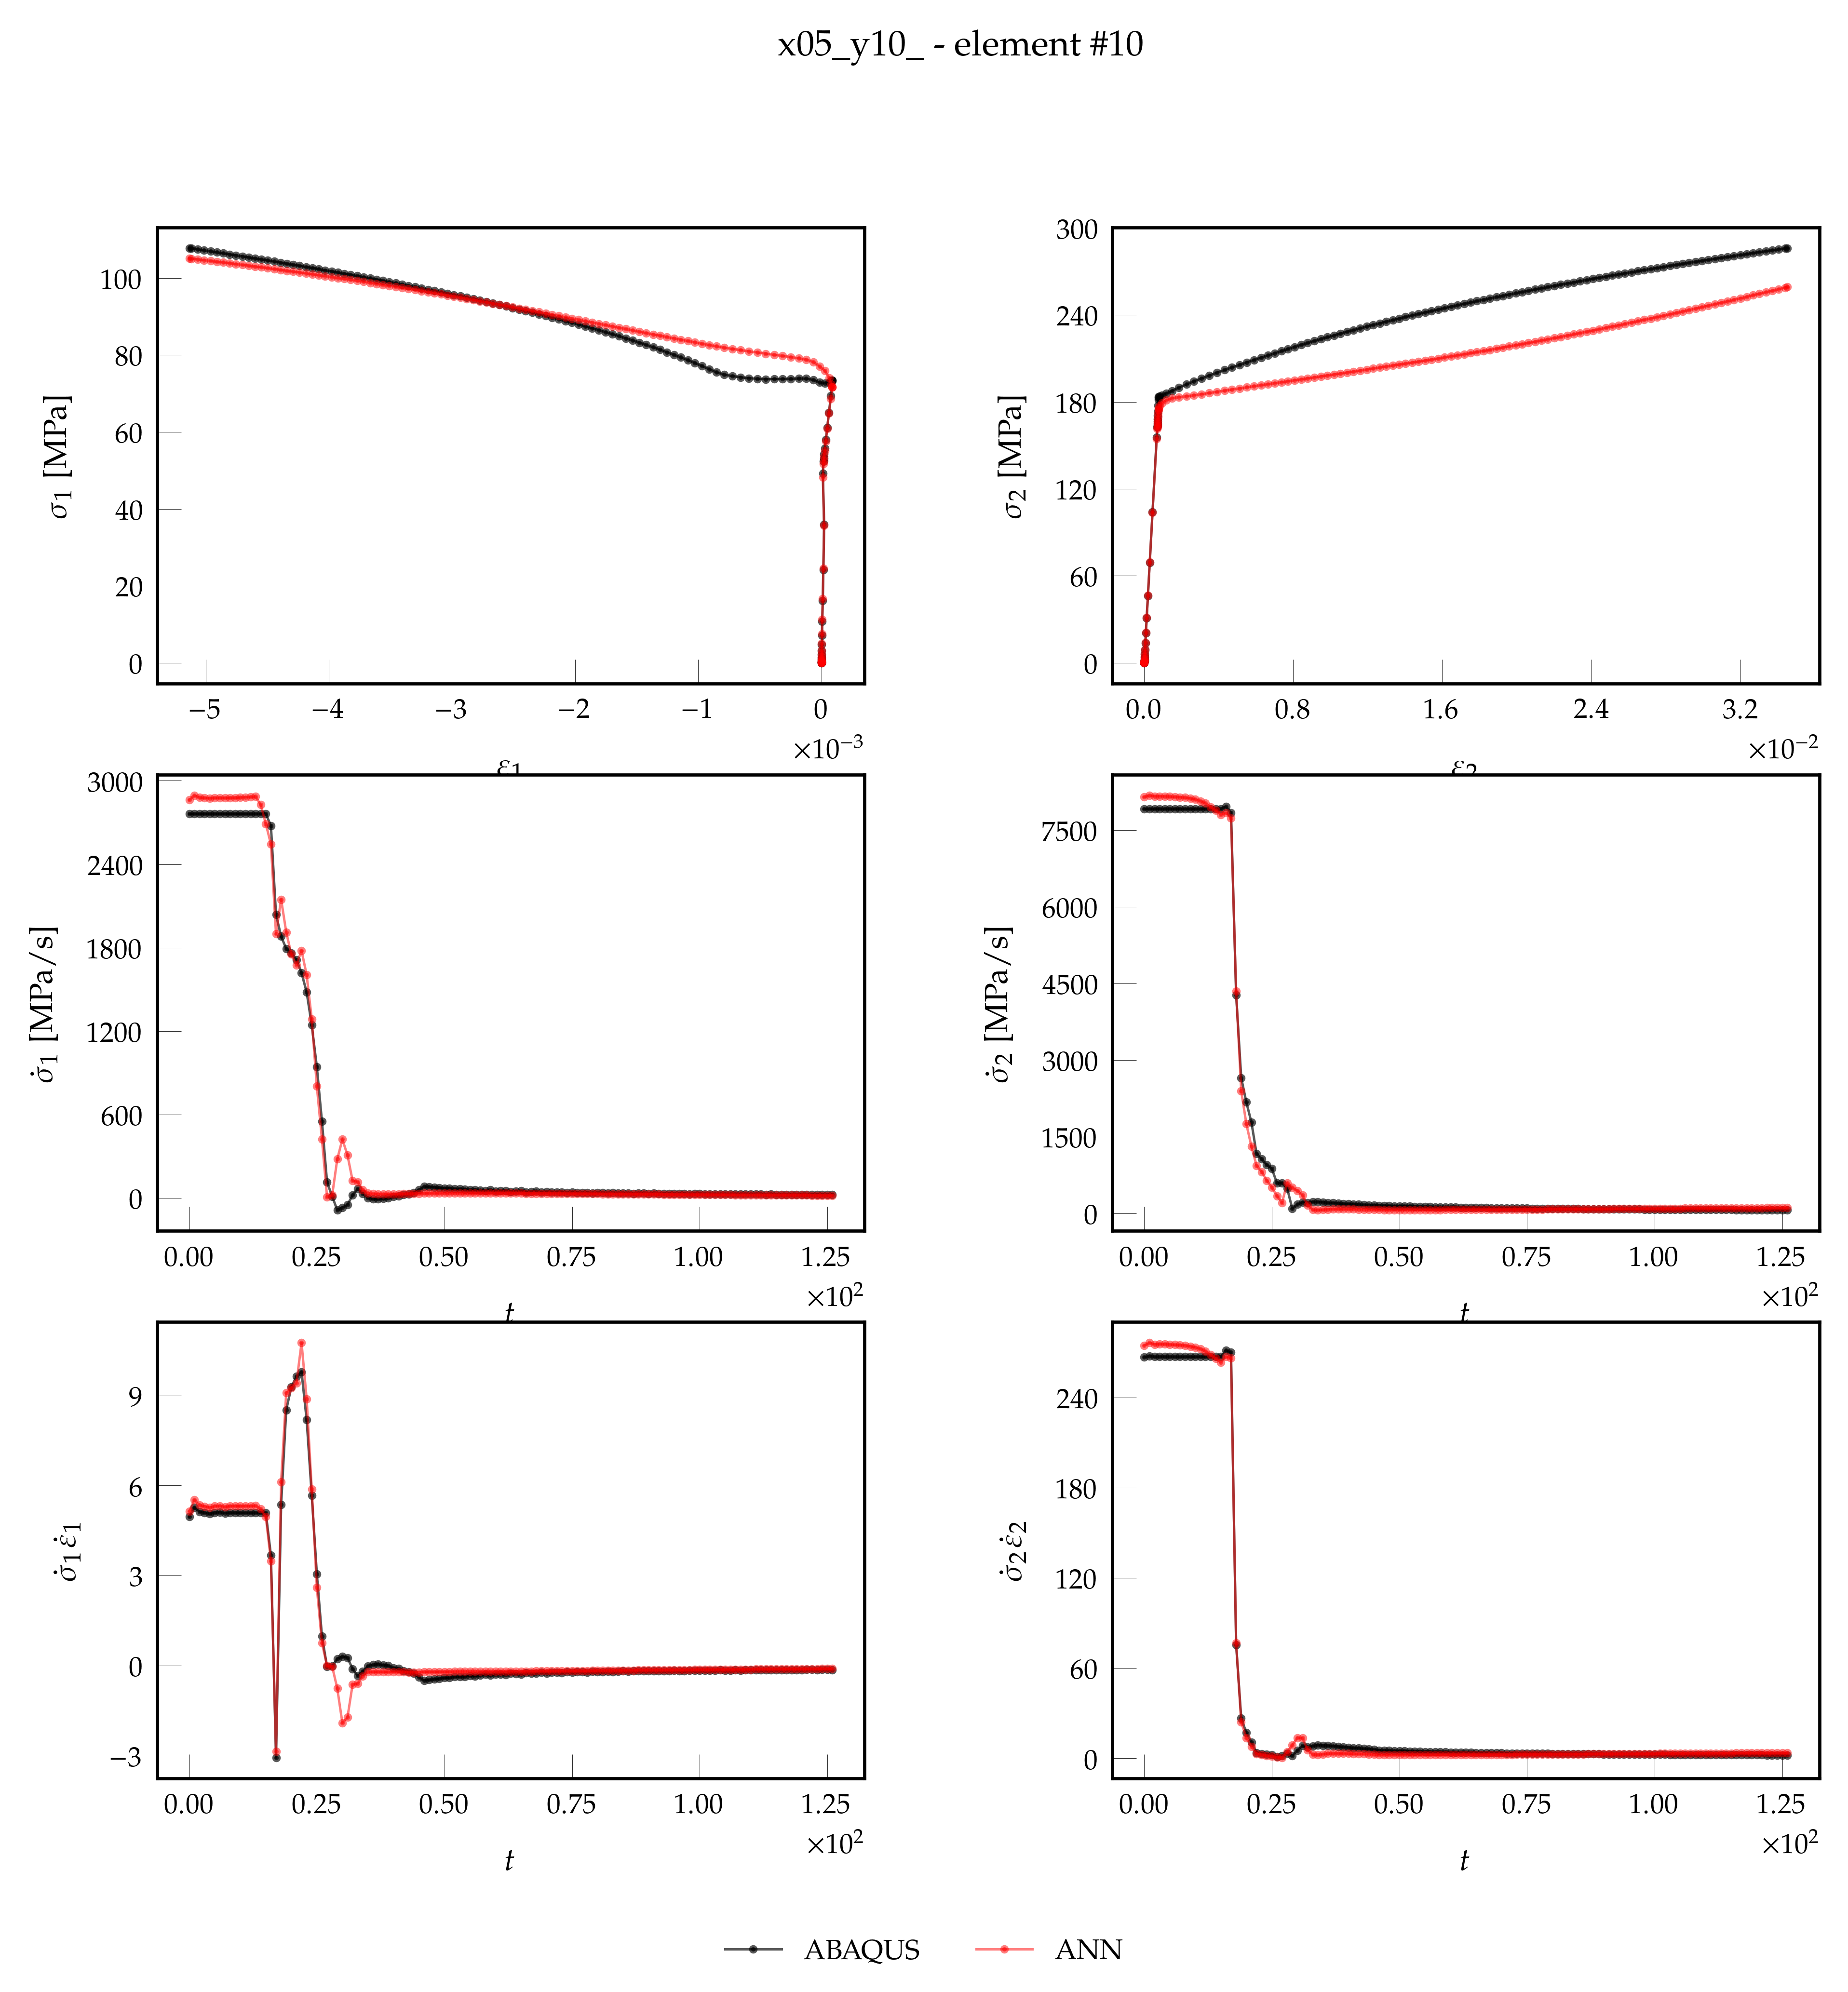 x05_y10_ - element #10
σ1 [MPa]
100
80
60
40
20
0
−5 −4 −3 −2 −1 0
×10−3
ε1
σ2 [MPa]
300
240
180
120
60
0
0.0 0.8 1.6 2.4 3.2
×10−2
ε2
σ̇1 [MPa/s]
3000
2400
1800
1200
600
0
0.00 0.25 0.50 0.75 1.00 1.25
×102
t
σ̇2 [MPa/s]
7500
6000
4500
3000
1500
0
0.00 0.25 0.50 0.75 1.00 1.25
×102
t
σ̇1ε̇1
9
6
3
0
−3
0.00 0.25 0.50 0.75 1.00 1.25
×102
t
σ̇2ε̇2
240
180
120
60
0
0.00 0.25 0.50 0.75 1.00 1.25
×102
t
ABAQUS ANN